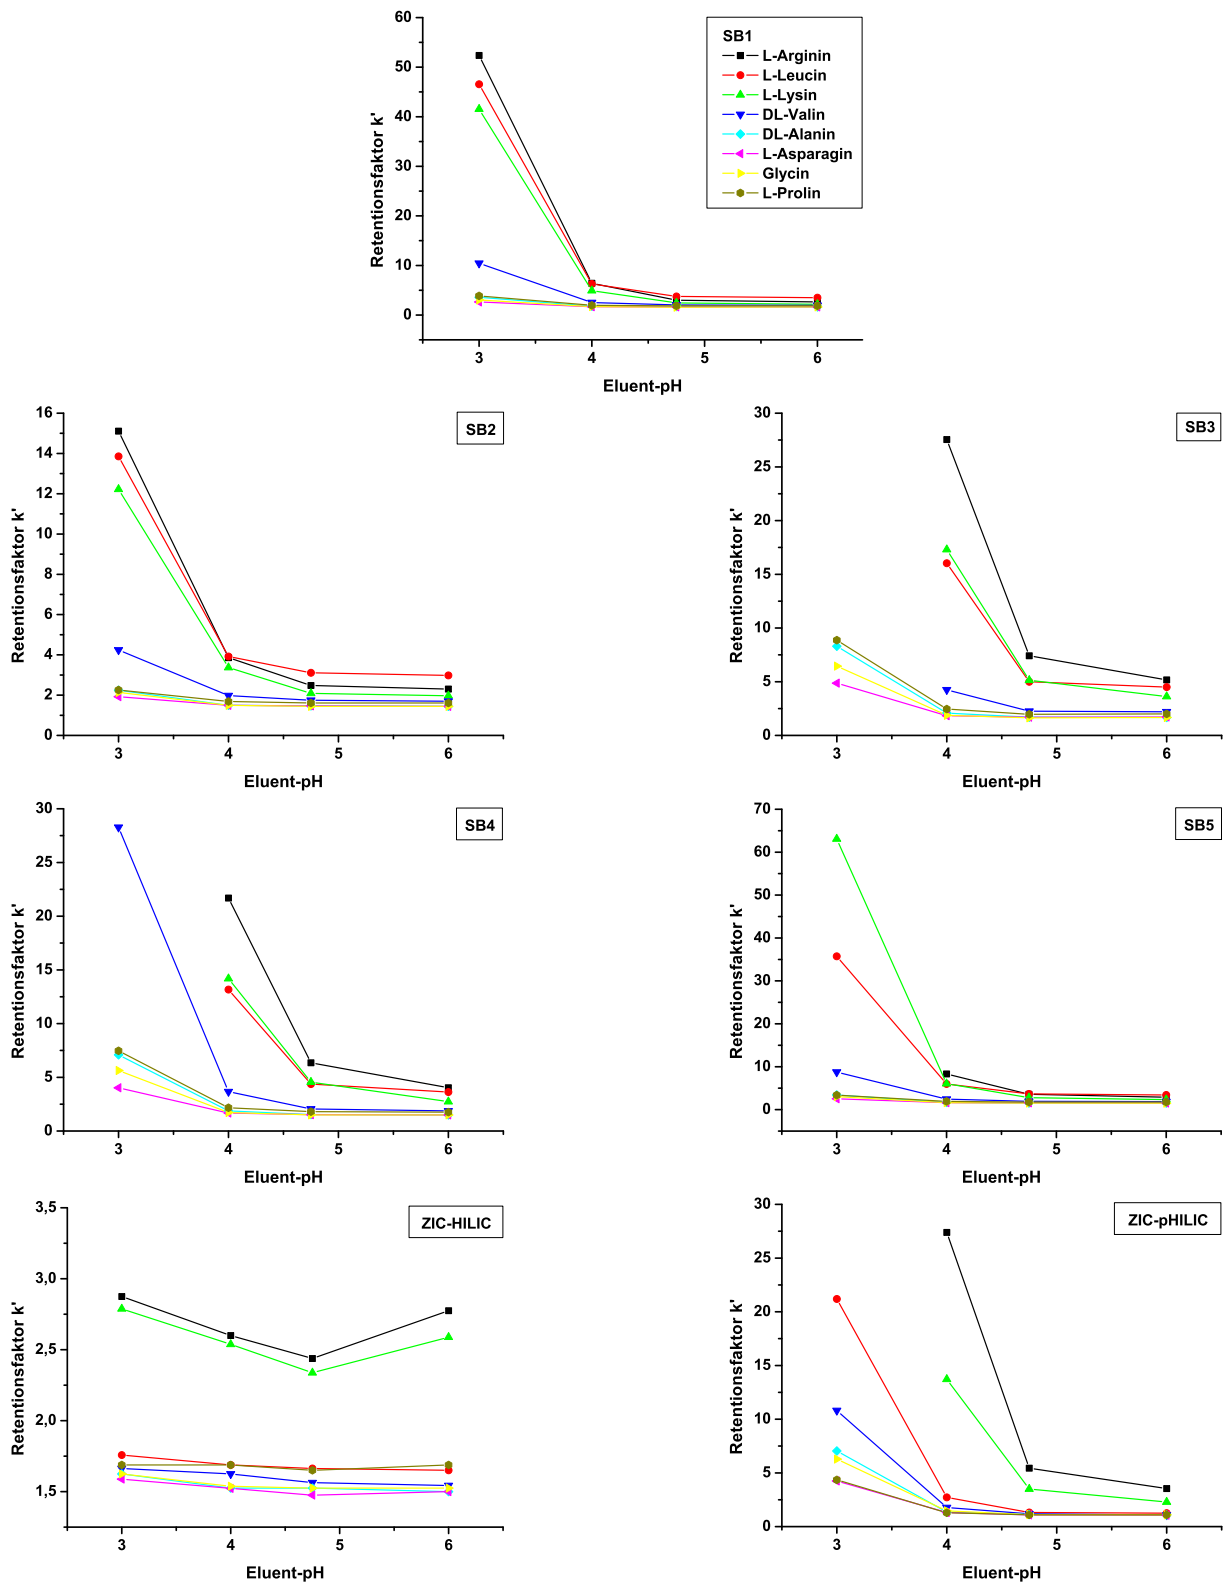 SB1
L-Arginin
L-Leucin
L-Lysin
DL-Valin
DL-Alanin
L-Asparagin
Glycin
L-Prolin
60
50
40
30
20
10
0
Retentionsfaktor k'
3 4 5 6
Eluent-pH
SB2
16
14
12
10
8
6
4
2
0
Retentionsfaktor k'
3 4 5 6
Eluent-pH
SB3
30
25
20
15
10
5
0
Retentionsfaktor k'
3 4 5 6
Eluent-pH
SB4
30
25
20
15
10
5
0
Retentionsfaktor k'
3 4 5 6
Eluent-pH
SB5
70
60
50
40
30
20
10
0
Retentionsfaktor k'
3 4 5 6
Eluent-pH
ZIC-HILIC
3,5
3,0
2,5
2,0
1,5
Retentionsfaktor k'
3 4 5 6
Eluent-pH
ZIC-pHILIC
30
25
20
15
10
5
0
Retentionsfaktor k'
3 4 5 6
Eluent-pH